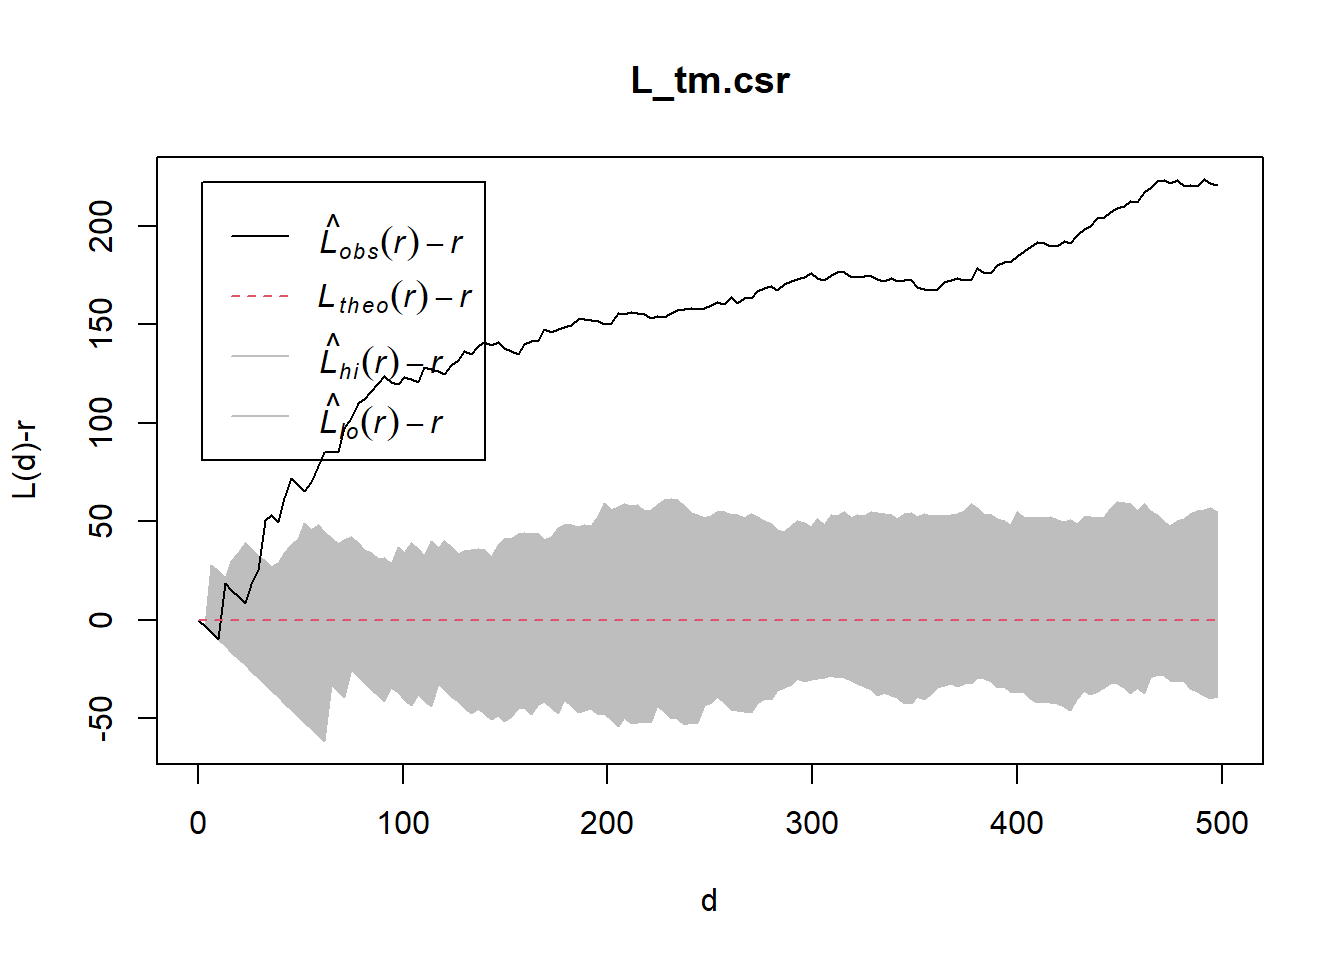 L_tm.csr
L̂obs(r) − r
Ltheo(r) − r
L̂hi(r) − r
L̂lo(r) − r
L(d)-r
200
150
100
50
0
-50
0 100 200 300 400 500
d